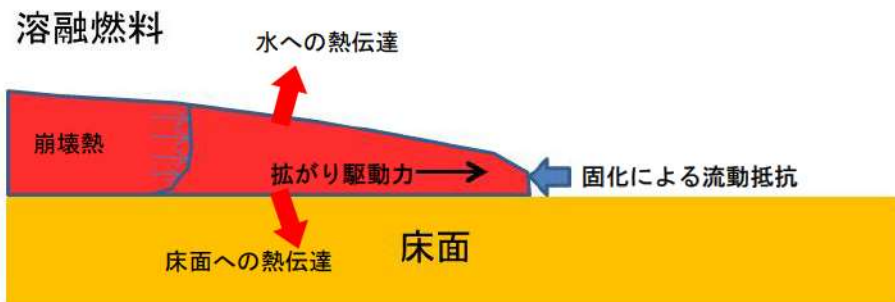 溶融燃料
水への熱伝達
崩壊熱
拡がり駆動力
固化による流動抵抗
床面への熱伝達
床面